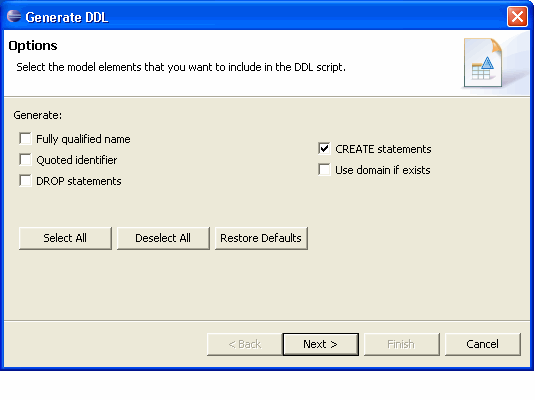 Generate DDL
Options
Select the model elements that you want to include in the DDL script.
Generate:
Fully qualified name
Quoted identifier
DROP statements
CREATE statements
Use domain if exists
Select All
Deselect All
Restore Defaults
< Back
Next >
Finish
Cancel